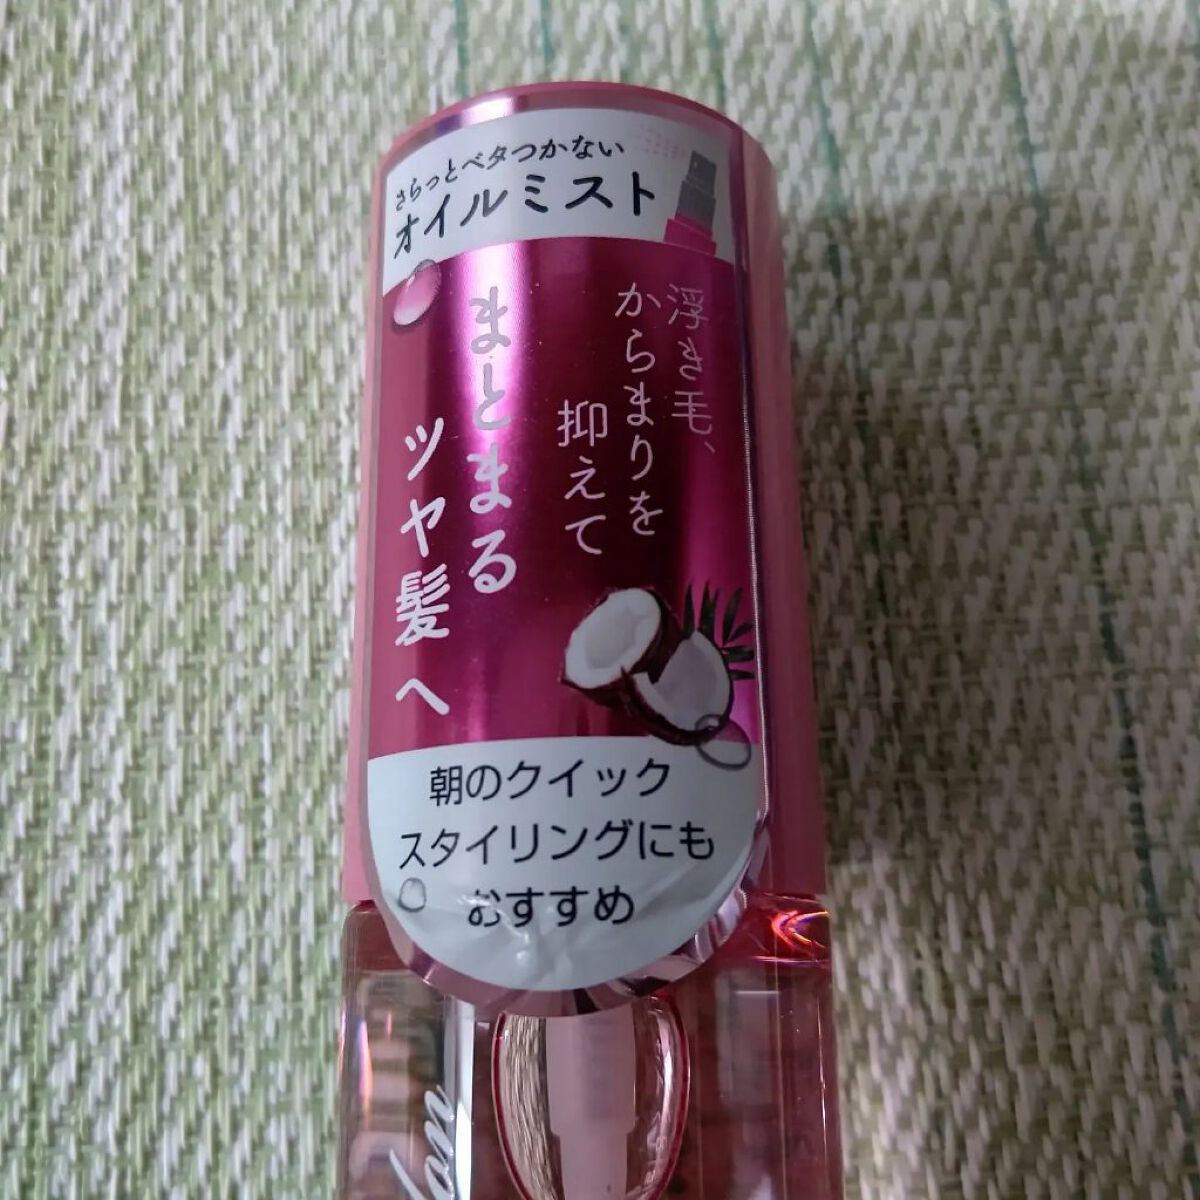 さらっとベタつかない
オイルミスト
浮き毛、
からまりを
抑えて
まとまる
ツヤ髪へ
朝のクイック
スタイリングにも
おすすめ